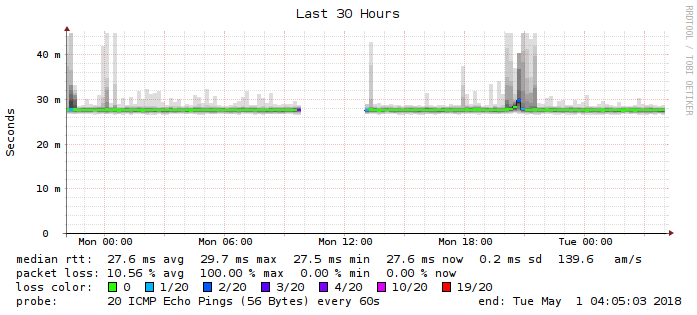 Last 30 Hours
RRDTOOL / TOBI OETIKER
Seconds
40 m
30 m
20 m
10 m
0
Mon 00:00 Mon 06:00 Mon 12:00 Mon 18:00 Tue 00:00
median rtt: 27.6 ms avg 29.7 ms max 27.5 ms min 27.6 ms now 0.2 ms sd 139.6 am/s
packet loss: 10.56 % avg 100.00 % max 0.00 % min 0.00 % now
loss color: 0 1/20 2/20 3/20 4/20 10/20 19/20
probe: 20 ICMP Echo Pings (56 Bytes) every 60s end: Tue May 1 04:05:03 2018